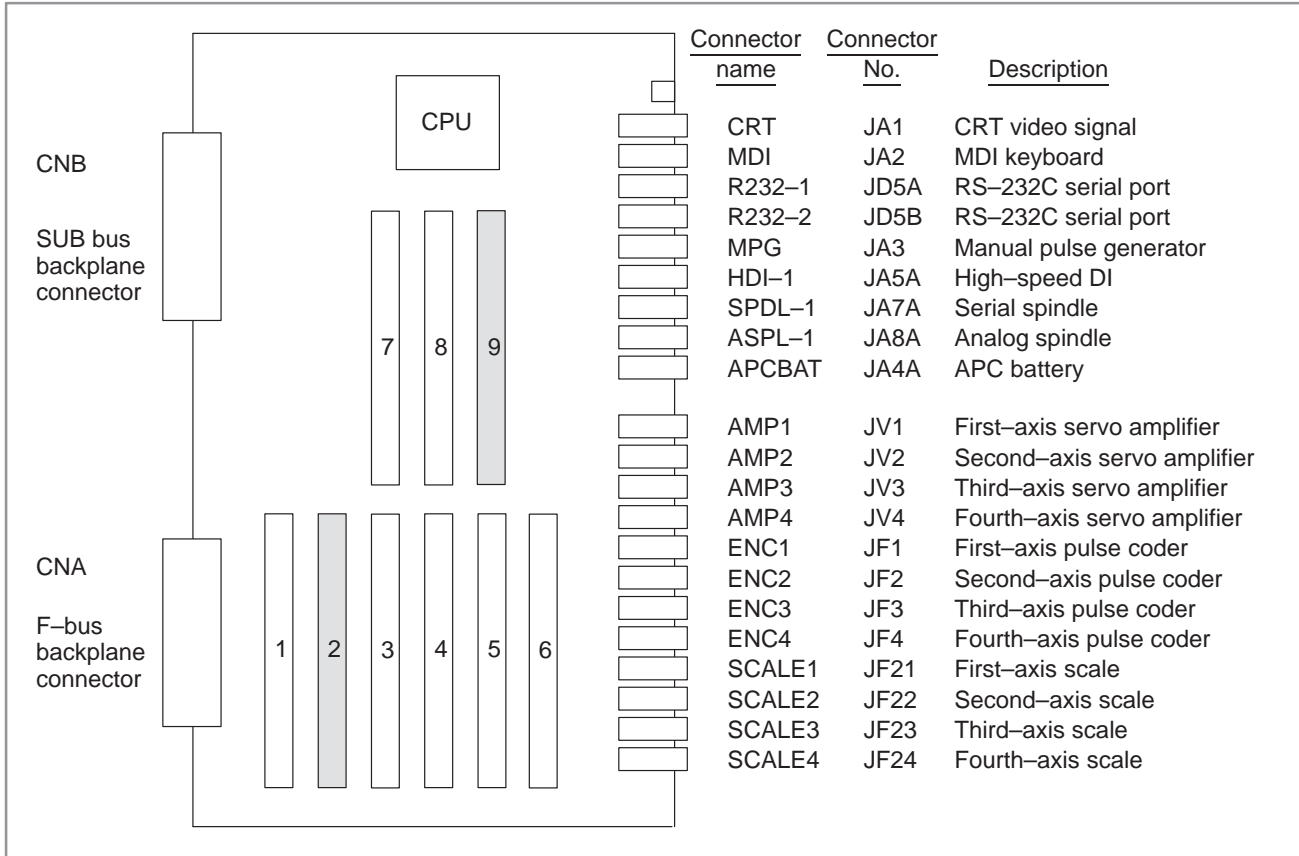 Connector Connector
name No. Description
CPU
CRT JA1 CRT video signal
CNB
MDI JA2 MDI keyboard
R232–1 JD5A RS–232C serial port
R232–2 JD5B RS–232C serial port
SUB bus
backplane
connector
MPG JA3 Manual pulse generator
HDI–1 JA5A High–speed DI
SPDL–1 JA7A Serial spindle
ASPL–1 JA8A Analog spindle
7 8 9
APCBAT JA4A APC battery
AMP1 JV1 First–axis servo amplifier
AMP2 JV2 Second–axis servo amplifier
AMP3 JV3 Third–axis servo amplifier
AMP4 JV4 Fourth–axis servo amplifier
ENC1 JF1 First–axis pulse coder
CNA
ENC2 JF2 Second–axis pulse coder
ENC3 JF3 Third–axis pulse coder
F–bus
backplane
connector
ENC4 JF4 Fourth–axis pulse coder
1 2 3 4 5 6
SCALE1 JF21 First–axis scale
SCALE2 JF22 Second–axis scale
SCALE3 JF23 Third–axis scale
SCALE4 JF24 Fourth–axis scale